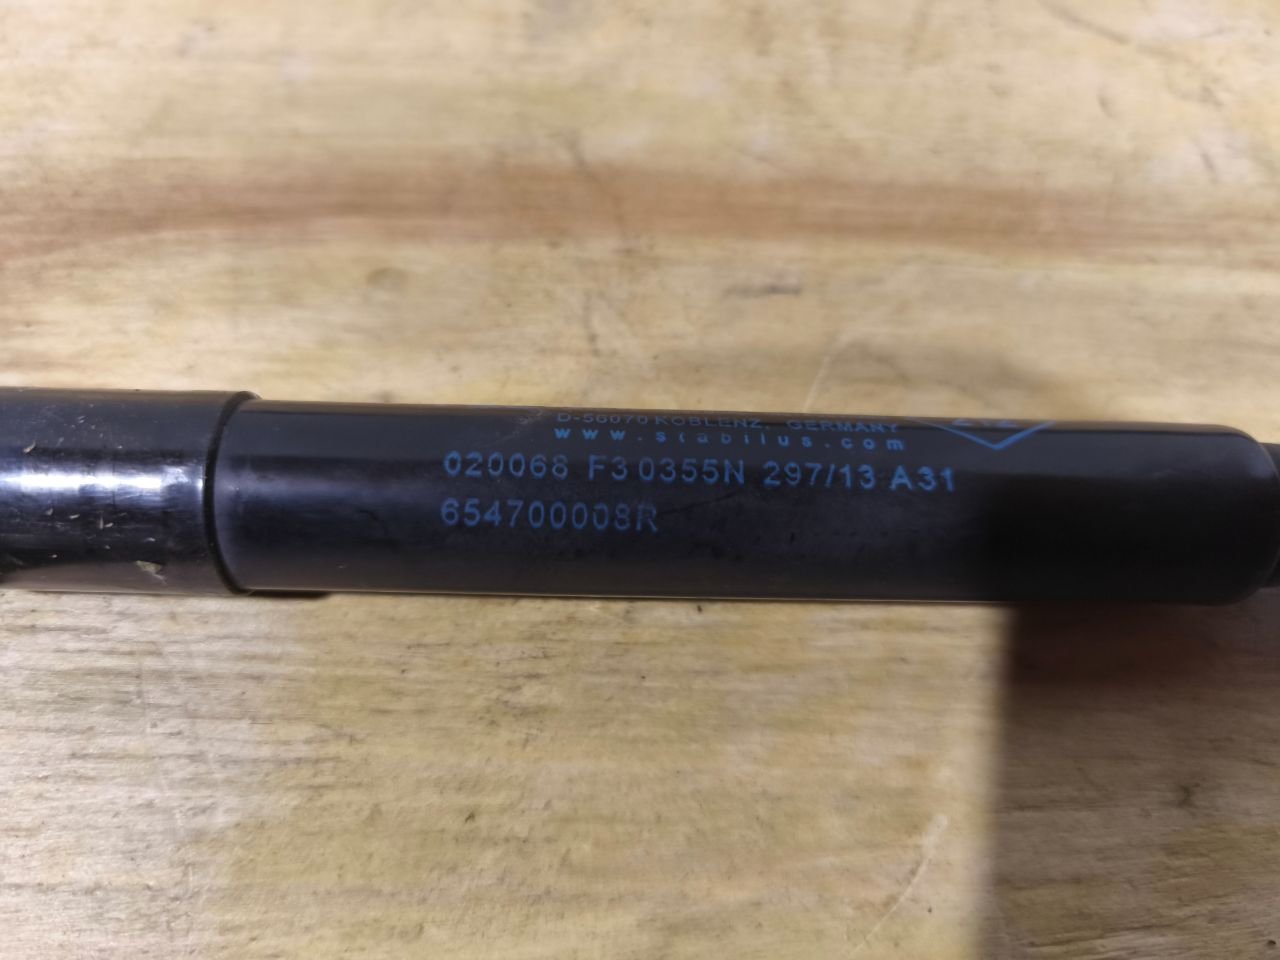 D-56070 KOBLENZ, GERMANY
www.stabilus.com
020068 F3 0355N 297/13 A31
654700008R